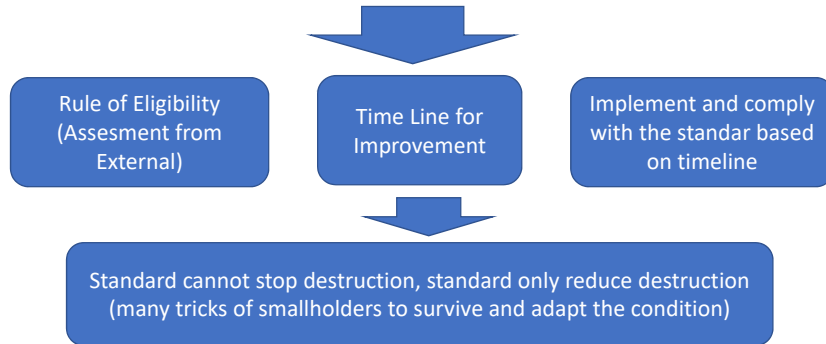 Rule of Eligibility
(Assesment from
External)
Time Line for
Improvement
Implement and comply
with the standar based
on timeline
Standard cannot stop destruction, standard only reduce destruction
(many tricks of smallholders to survive and adapt the condition)